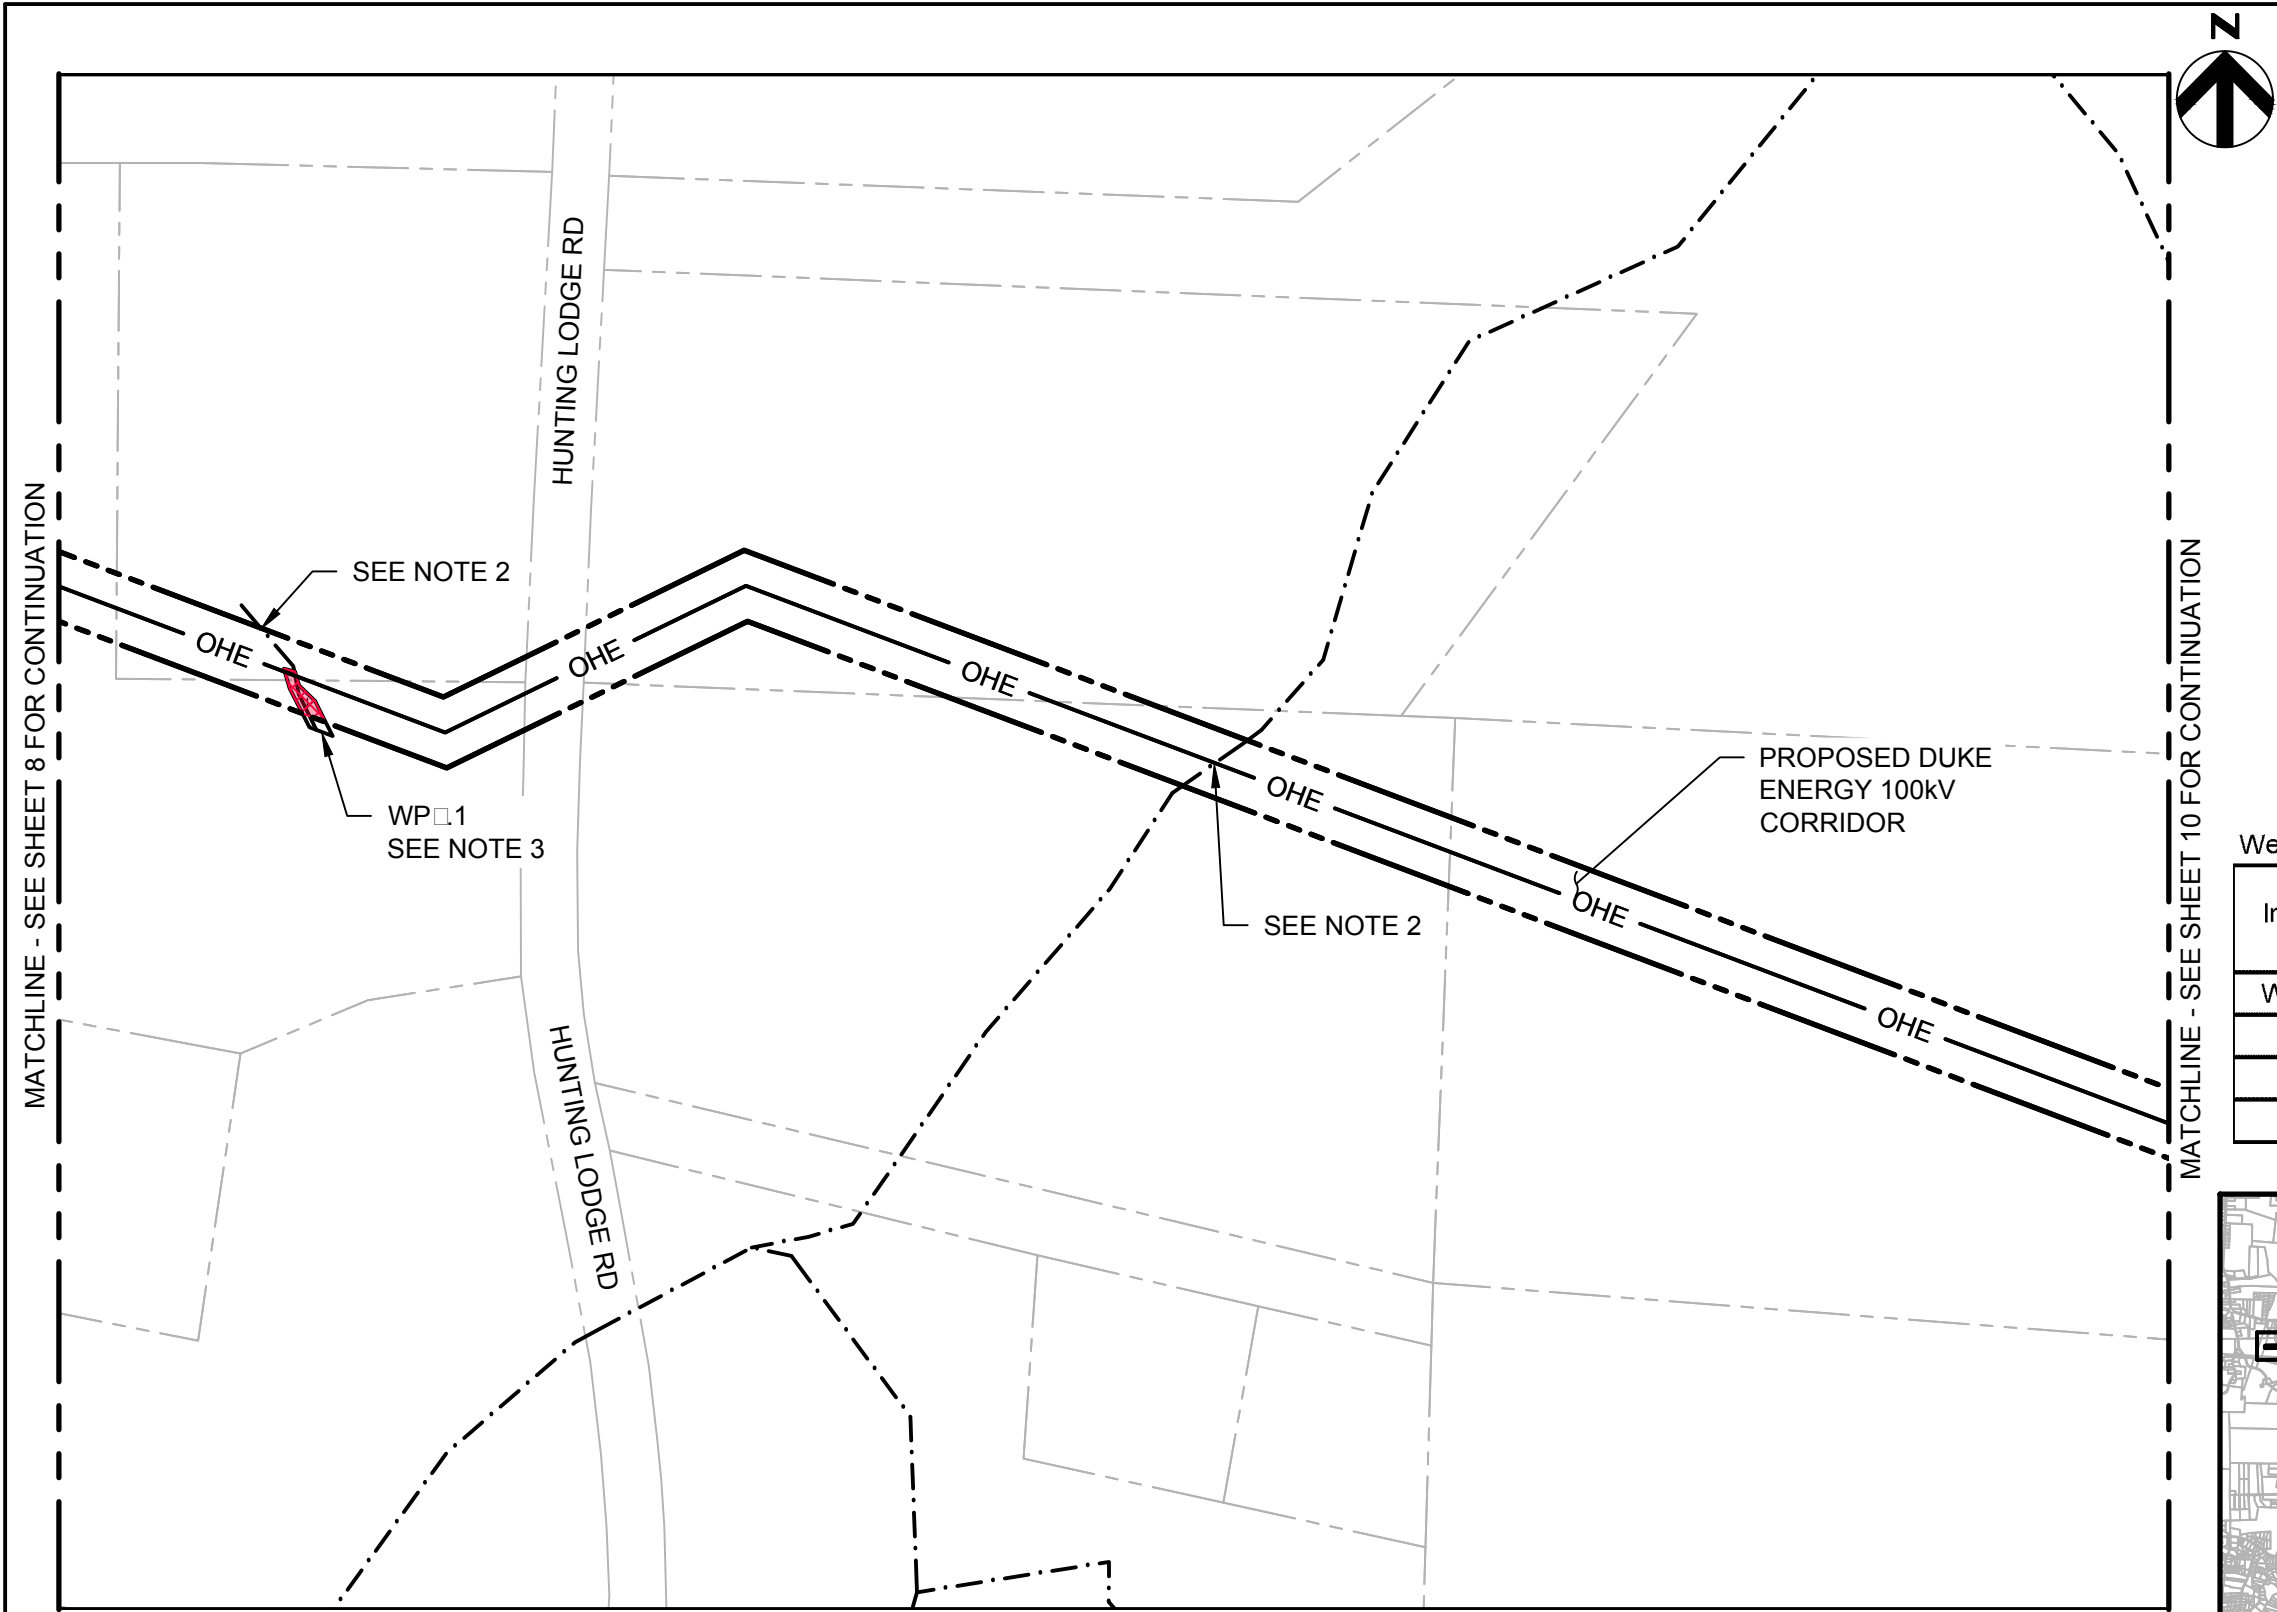 N
HUNTING LODGE RD
MATCHLINE - SEE SHEET 8 FOR CONTINUATION
MATCHLINE - SEE SHEET 10 FOR CONTINUATION
SEE NOTE 2
OHE
OHE
OHE
OHE
OHE
OHE
WP□.1
SEE NOTE 3
PROPOSED DUKE
ENERGY 100kV
CORRIDOR
SEE NOTE 2
HUNTING LODGE RD
We